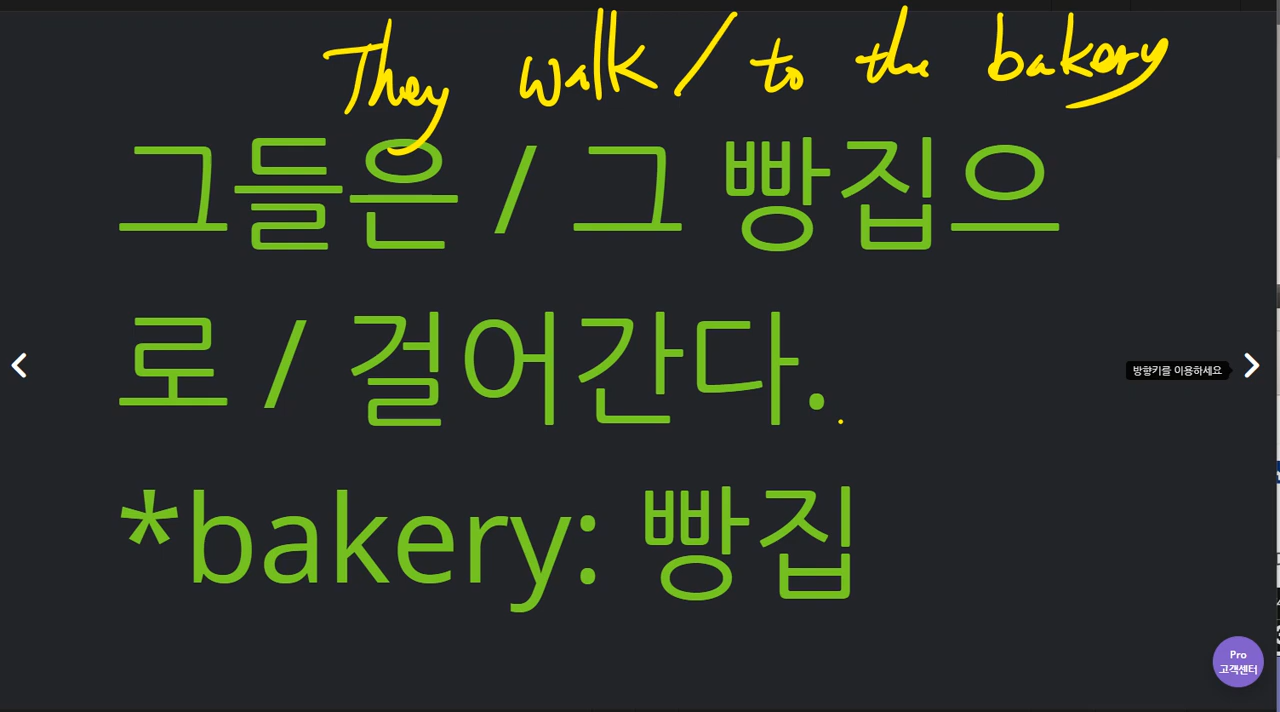 They walk / to the bakery
그들은 / 그 빵집으
로 / 걸어간다.
방향키를 이용하세요
*bakery: 빵집
Pro
고객센터